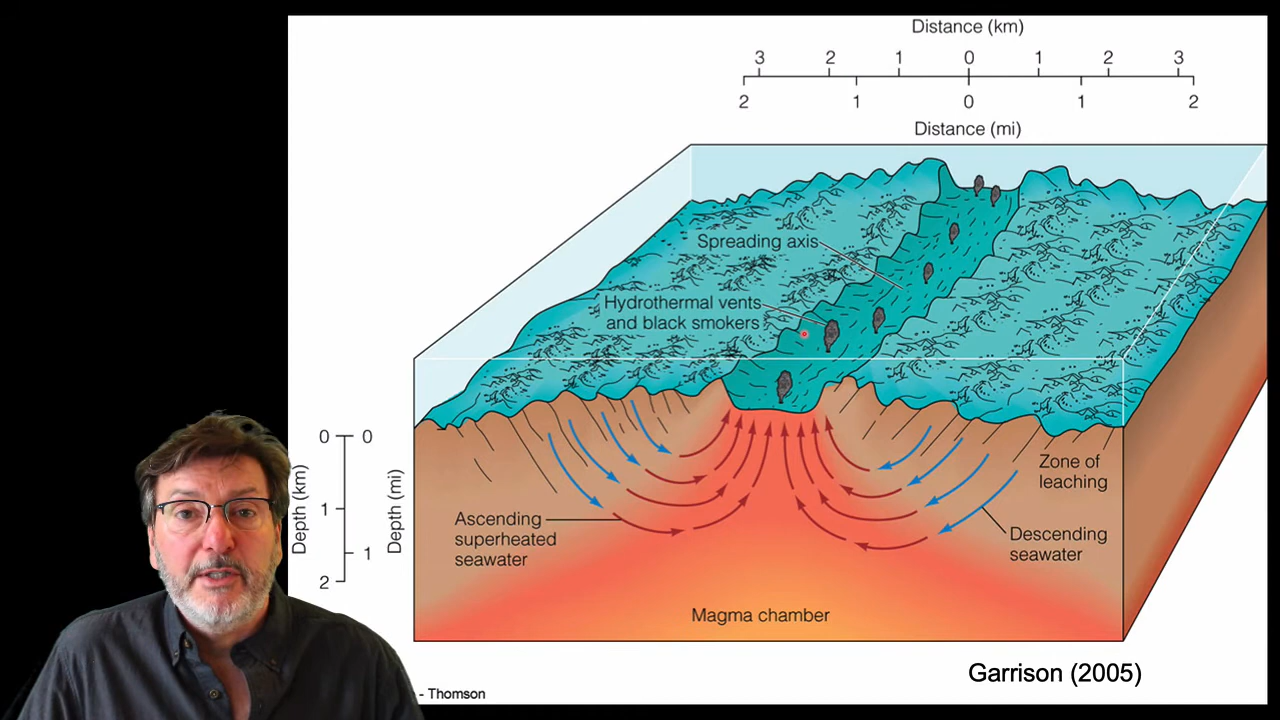 Distance (km)
3 2 1 0 1 2 3
2 1 0 1 2
Distance (mi)
Spreading axis
Hydrothermal vents
and black smokers
0 0
1
1
2
Depth (km)
Depth (mi)
Zone of
leaching
Ascending
superheated
seawater
Descending
seawater
Magma chamber
Garrison (2005)
- Thomson